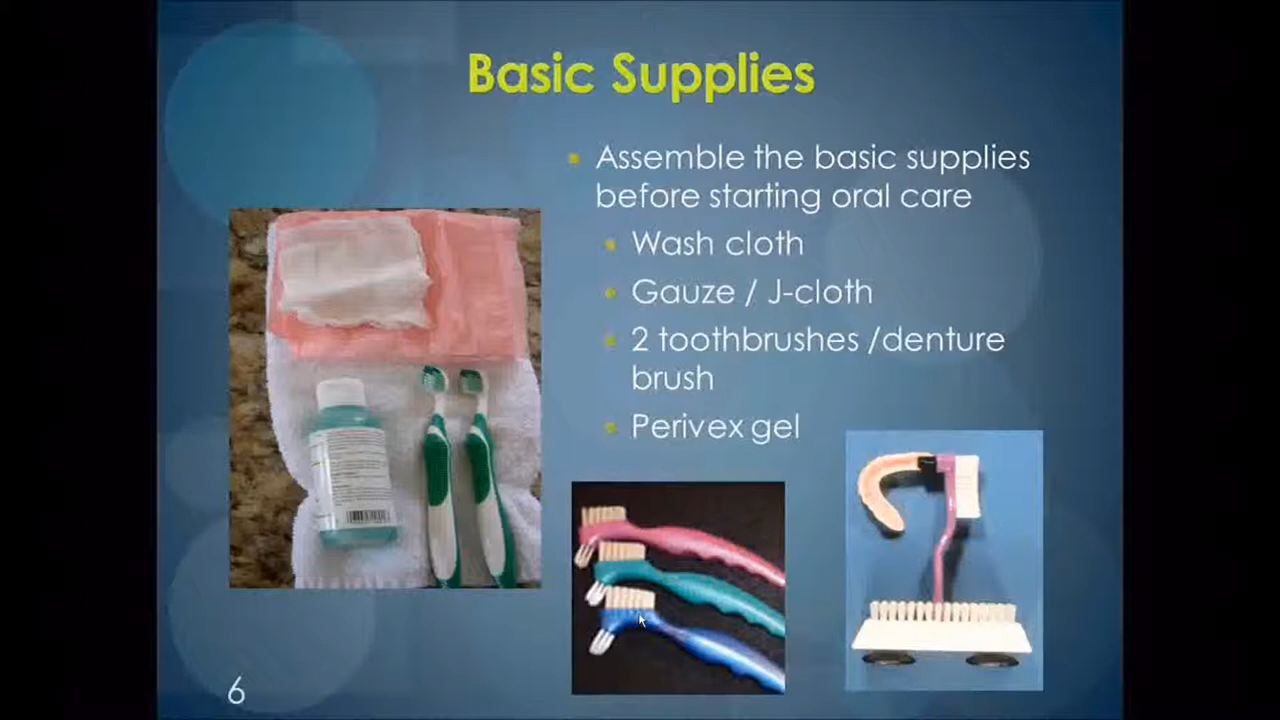 Basic Supplies
Assemble the basic supplies
before starting oral care
Wash cloth
Gauze / J-cloth
2 toothbrushes /denture
brush
Perivex gel
6